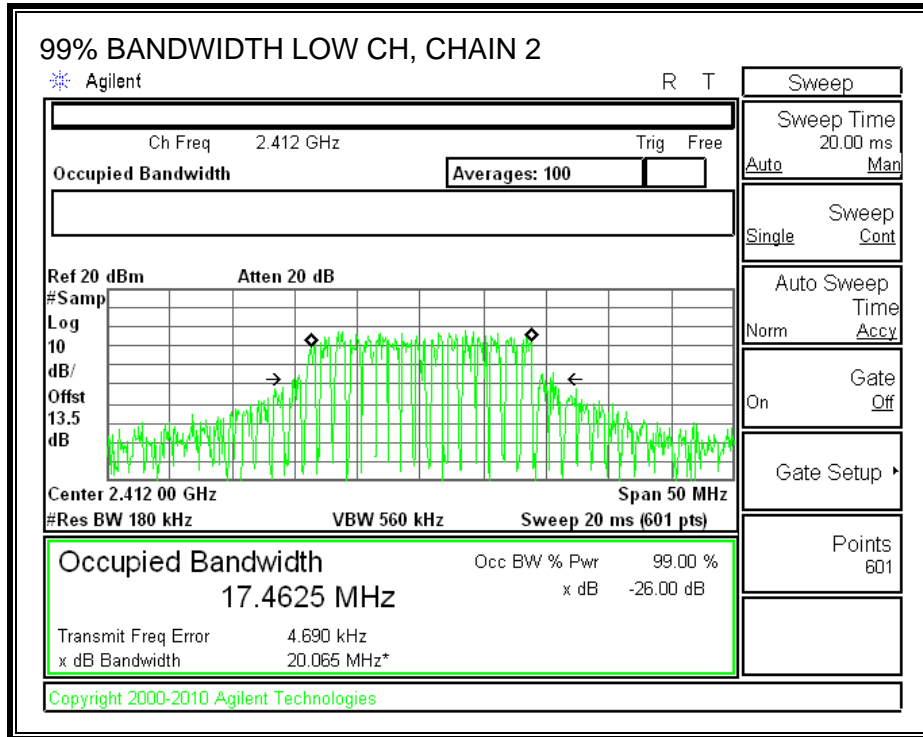 99% BANDWIDTH LOW CH, CHAIN 2
Agilent R T
Ch Freq 2.412 GHz Trig Free
Occupied Bandwidth Averages: 100
Ref 20 dBm Atten 20 dB
#Samp
Log
10
dB/
Offst
13.5
dB
Center 2.412 00 GHz Span 50 MHz
#Res BW 180 kHz VBW 560 kHz Sweep 20 ms (601 pts)
Occupied Bandwidth Occ BW % Pwr 99.00 %
17.4625 MHz x dB -26.00 dB
Transmit Freq Error 4.690 kHz
x dB Bandwidth 20.065 MHz*
Copyright 2000-2010 Agilent Technologies
Sweep
Sweep Time
20.00 ms
Auto Man
Sweep
Single Cont
Auto Sweep
Time
Norm Accy
Gate
On Off
Gate Setup
Points
601